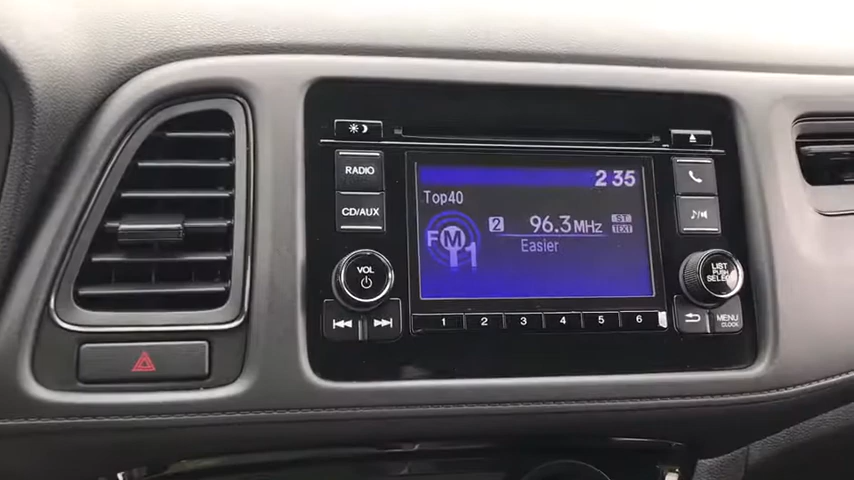 RADIO
CD/AUX
VOL
2:35
Top40
FM1
2
96.3MHz
ST
TEXT
Easier
LIST
PUSH
SELECT
1 2 3 4 5 6
MENU
CLOCK